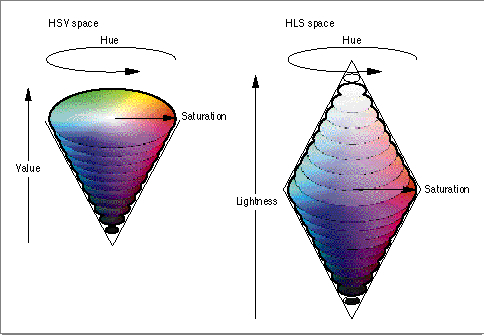 HSV space
Hue
Saturation
Value
HLS space
Hue
Saturation
Lightness